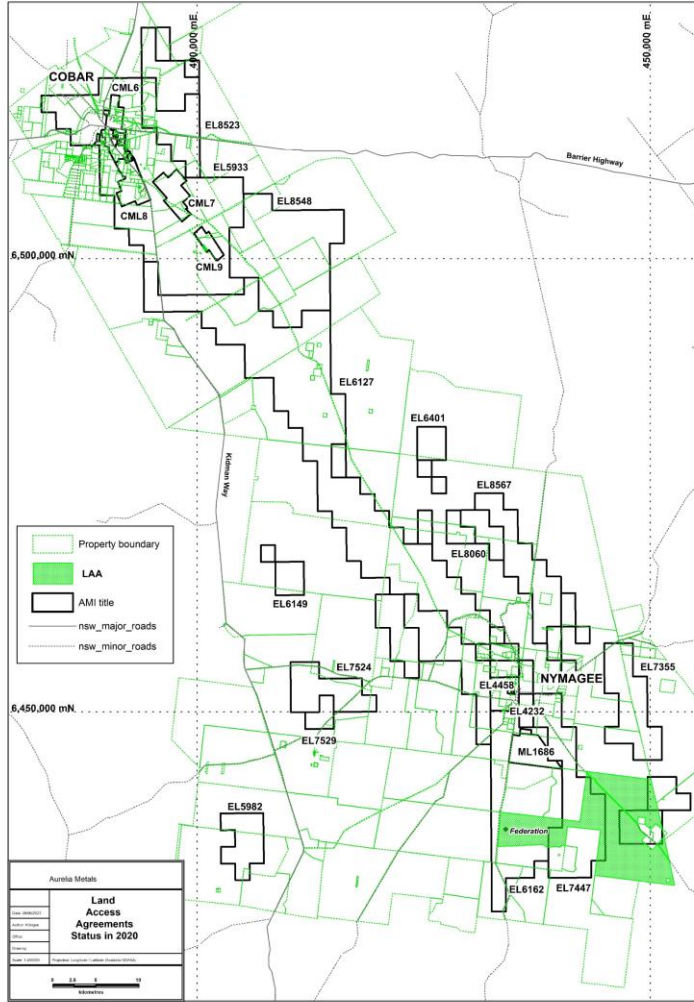 400,000 mE
450,000 mE
COBAR
CML6
EL8523
Barrier Highway
EL5933
CML7
EL8548
CML8
CML9
6,500,000 mN
EL6127
EL6401
Kidman Way
EL8567
EL8060
EL6149
Property boundary
LAA
AMI title
nsw_major_roads
nsw_minor_roads
EL7524
NYMAGEE
EL7355
EL4458
EL4232
6,450,000 mN
EL7529
ML1686
EL5982
Federation
EL6162
EL7447
Aurelia Metals
Land
Access
Agreements
Status in 2020
Office:
Drawing:
0 2.5 5 10
kilometres